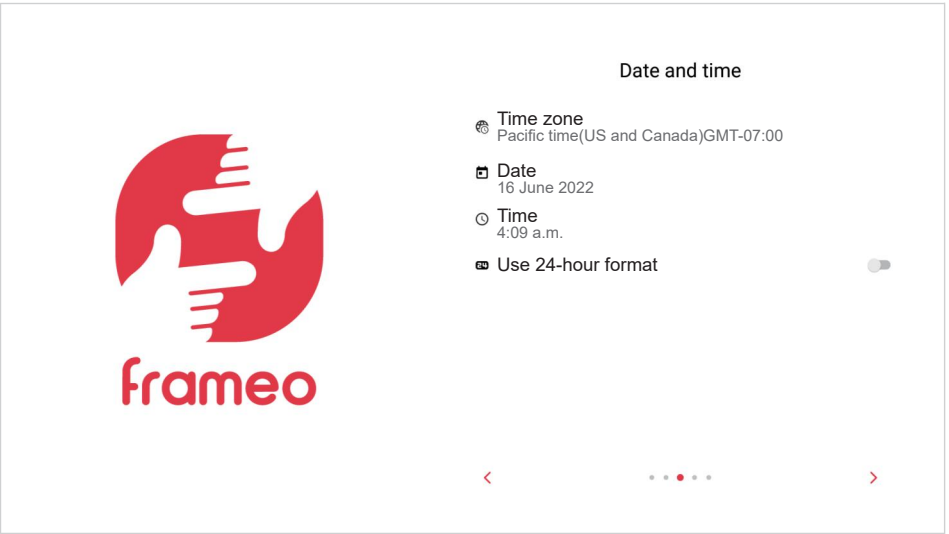 frameo
Date and time
Time zone
Pacific time(US and Canada)GMT-07:00
Date
16 June 2022
Time
4:09 a.m.
24 Use 24-hour format